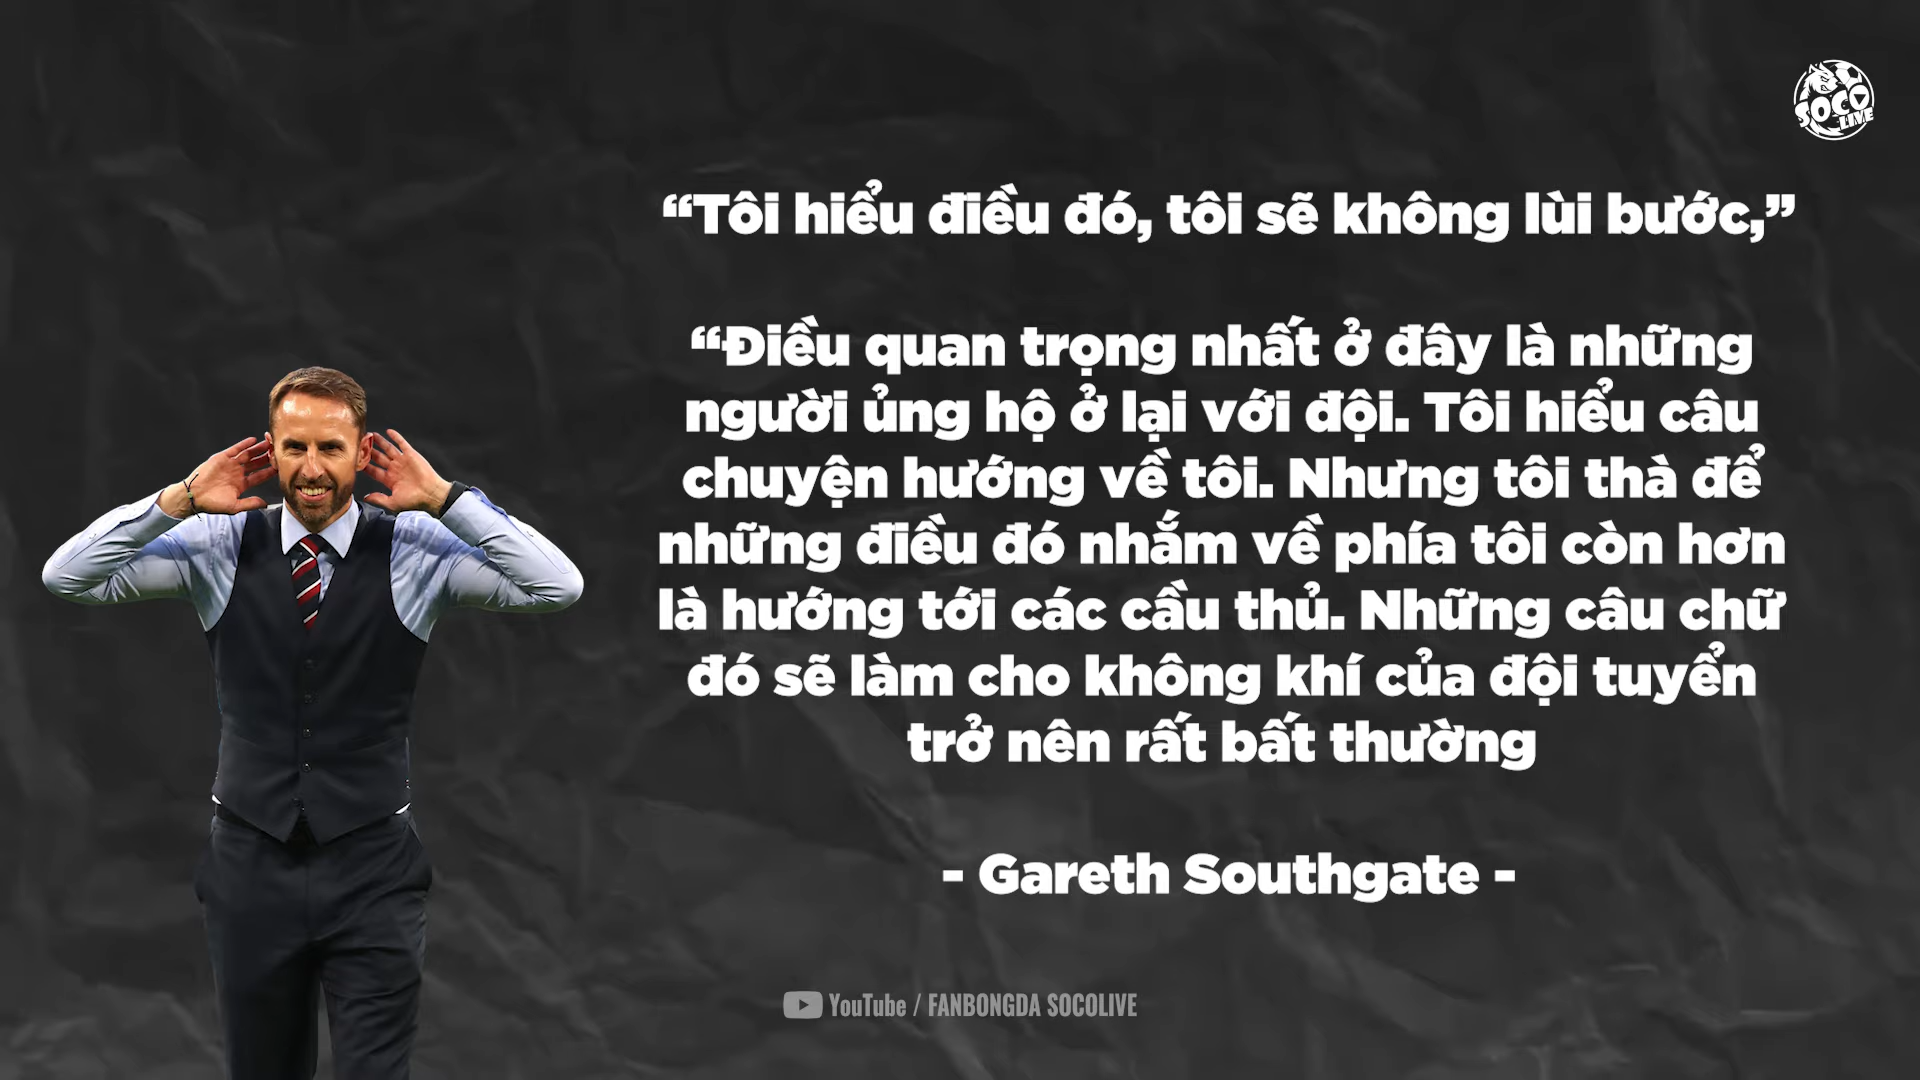 SOCO
LIVE
“Tôi hiểu điều đó, tôi sẽ không lùi bước,”
“Điều quan trọng nhất ở đây là những
người ủng hộ ở lại với đội. Tôi hiểu câu
chuyện hướng về tôi. Nhưng tôi thà để
những điều đó nhắm về phía tôi còn hơn
là hướng tới các cầu thủ. Những câu chữ
đó sẽ làm cho không khí của đội tuyển
trở nên rất bất thường
- Gareth Southgate -
YouTube / FANBONGDA SOCOLIVE